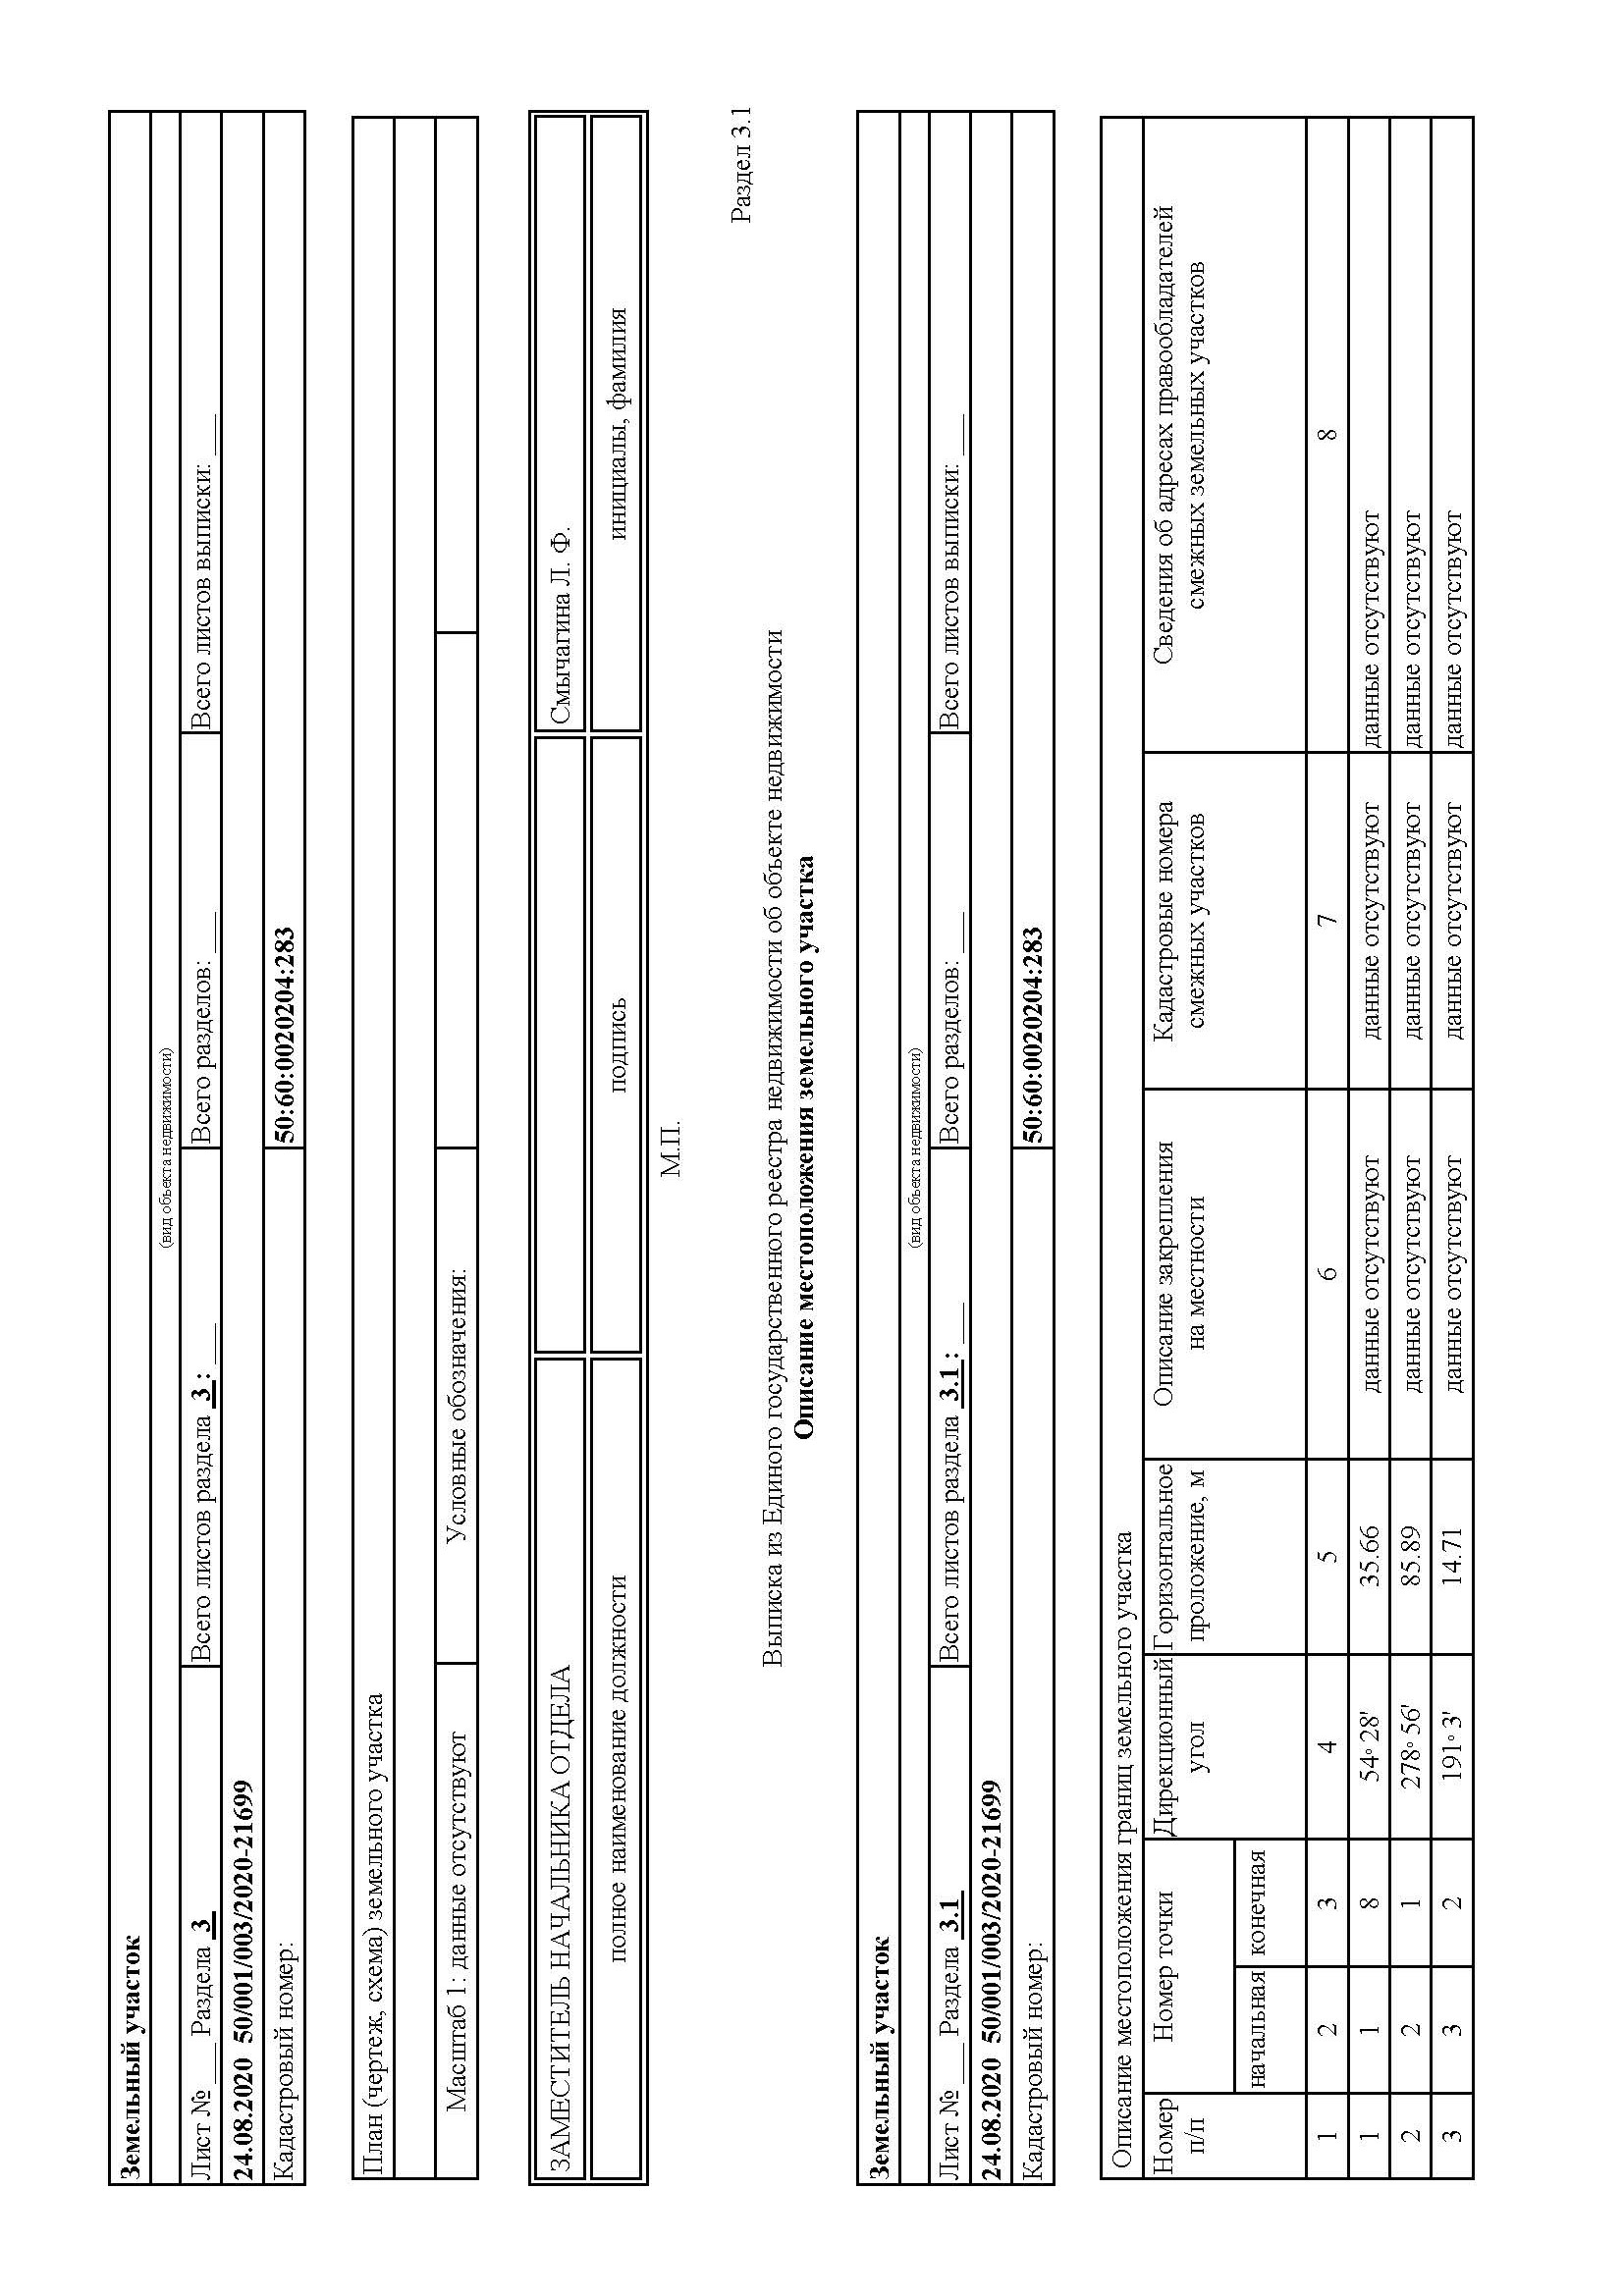 Земельный участок
(вид объекта недвижимости)
Лист № ___ Раздела 3 Всего листов раздела 3 : ___ Всего разделов: ___ Всего листов выписки: ___
24.08.2020 50/001/003/2020-21699
Кадастровый номер: 50:60:0020204:283
План (чертеж, схема) земельного участка
Масштаб 1: данные отсутствуют Условные обозначения:
ЗАМЕСТИТЕЛЬ НАЧАЛЬНИКА ОТДЕЛА Смычагина Л. Ф.
полное наименование должности подпись инициалы, фамилия
М.П.
Раздел 3.1
Выписка из Единого государственного реестра недвижимости об объекте недвижимости
Описание местоположения земельного участка
Земельный участок
(вид объекта недвижимости)
Лист № ___ Раздела 3.1 Всего листов раздела 3.1 : ___ Всего разделов: ___ Всего листов выписки: ___
24.08.2020 50/001/003/2020-21699
Кадастровый номер: 50:60:0020204:283
Описание местоположения границ земельного участка
Номер Номер точки Дирекционный Горизонтальное Описание закрепления Кадастровые номера Сведения об адресах правообладателей
п/п угол проложение, м на местности смежных участков смежных земельных участков
начальная конечная
1 2 3 4 5 6 7 8
1 1 8 54◦ 28' 35.66 данные отсутствуют данные отсутствуют данные отсутствуют
2 2 1 278◦ 56' 85.89 данные отсутствуют данные отсутствуют данные отсутствуют
3 3 2 191◦ 3' 14.71 данные отсутствуют данные отсутствуют данные отсутствуют